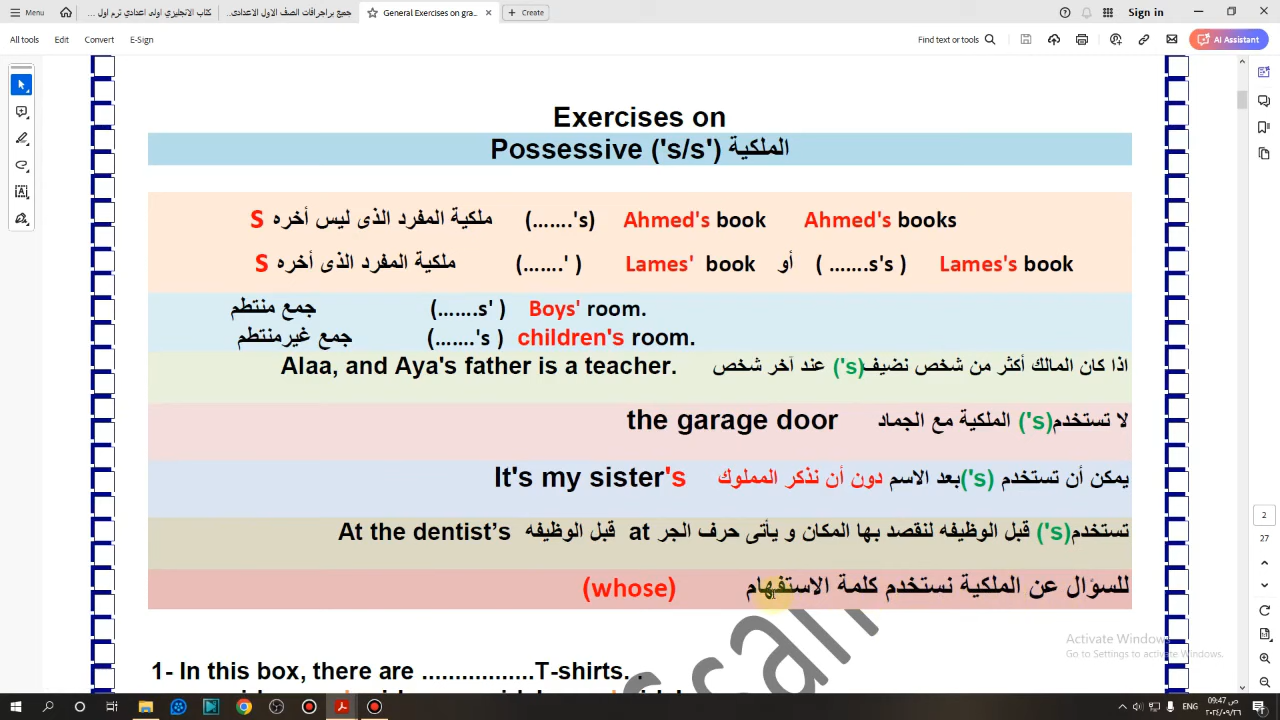 Menu
كتاب الانجليزي اولى اعدادي ترم اول ...
جميع براجرافات الصف الاول الاعدادى...
General Exercises on gra...
Create
Sign in
All tools Edit Convert E-Sign
Find text or tools
AI Assistant
Exercises on
Possessive ('s/s') الملكية
ملكية المفرد الذى ليس أخره S (.......'s) Ahmed's book Ahmed's books
ملكية المفرد الذى أخره S (.......' ) Lames' book أو ( .......s's ) Lames's book
جمع منتطم (.......s' ) Boys' room.
جمع غيرمنتطم (.......'s ) children's room.
اذا كان المالك أكثر من شخص نضيف('s) عند آخر شخص Alaa, and Aya's father is a teacher.
لا تستخدم('s) الملكية مع الجماد the garage door
يمكن أن تستخدم ('s)بعد الاسم دون أن نذكر المملوك It's my sister's
تستخدم('s) قبل الوظيفه لنقصد بها المكان و يأتى حرف الجر at قبل الوظيفه At the dentist’s
للسؤال عن الملكية نستخدم كلمة الاستفهام (whose)
1- In this box, there are ................T-shirts. .
2
27
Activate Windows
Go to Settings to activate Windows.
ENG
09:47 ص